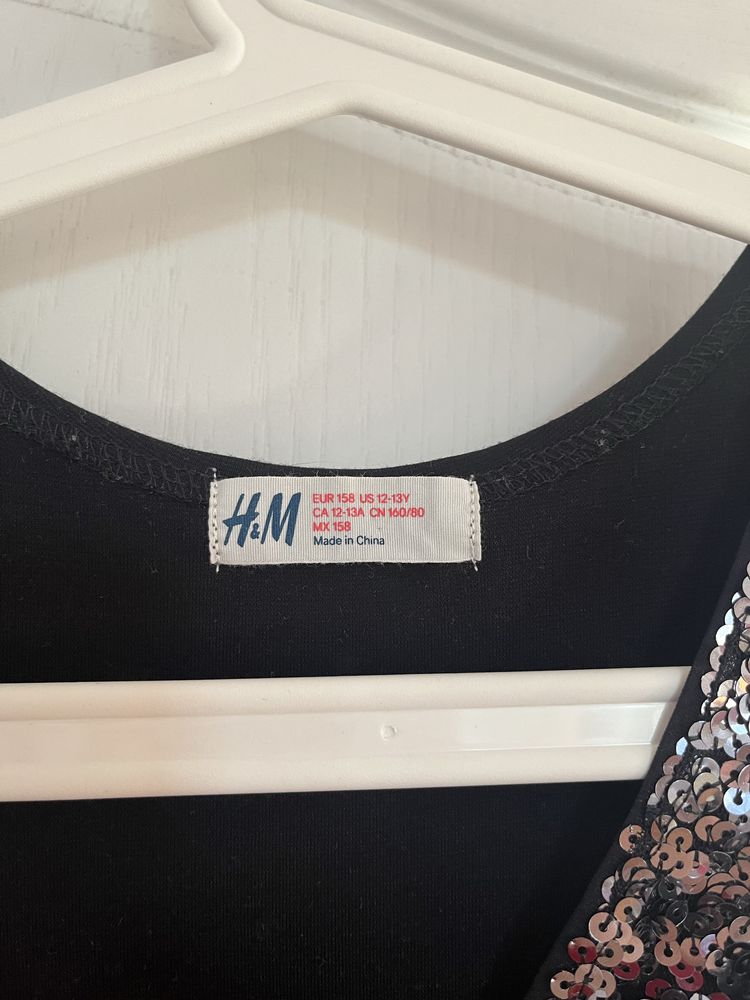 H&M
EUR 158 US 12-13Y
CA 12-13A CN 160/80
MX 158
Made in China